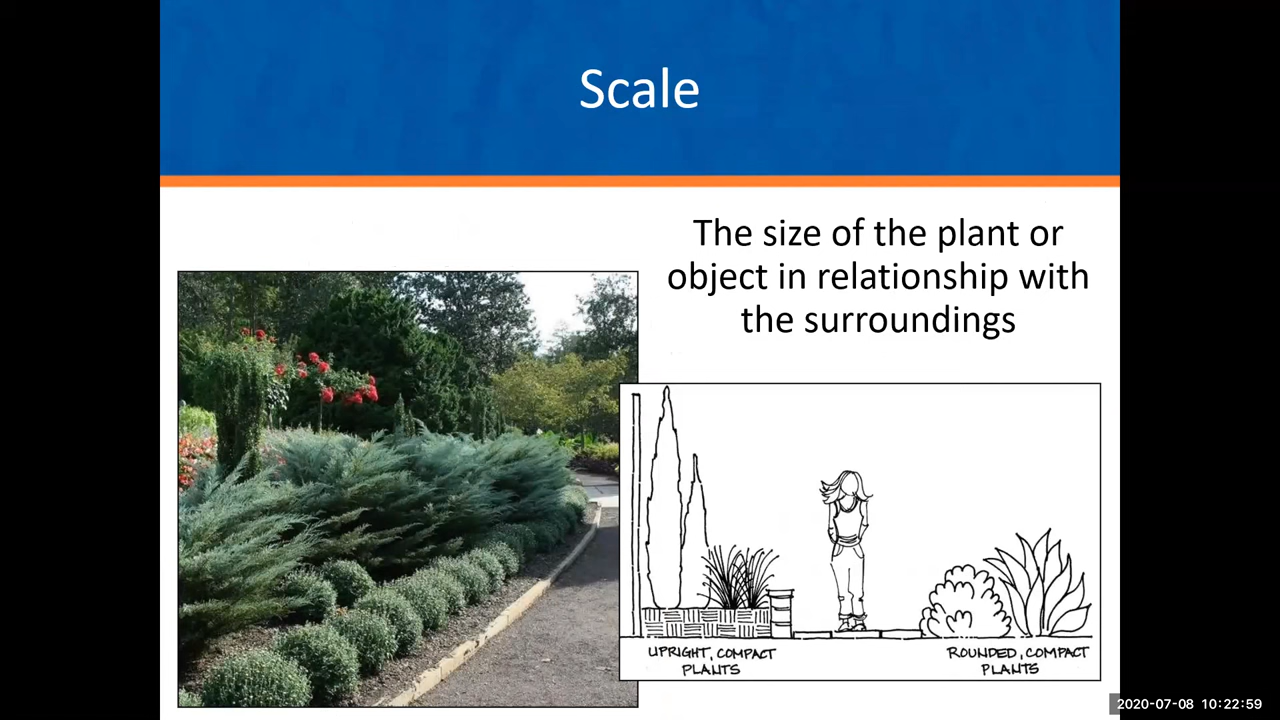 Scale
The size of the plant or
object in relationship with
the surroundings
UPRIGHT, COMPACT
PLANTS
ROUNDED, COMPACT
PLANTS
2020-07-08 10:22:59